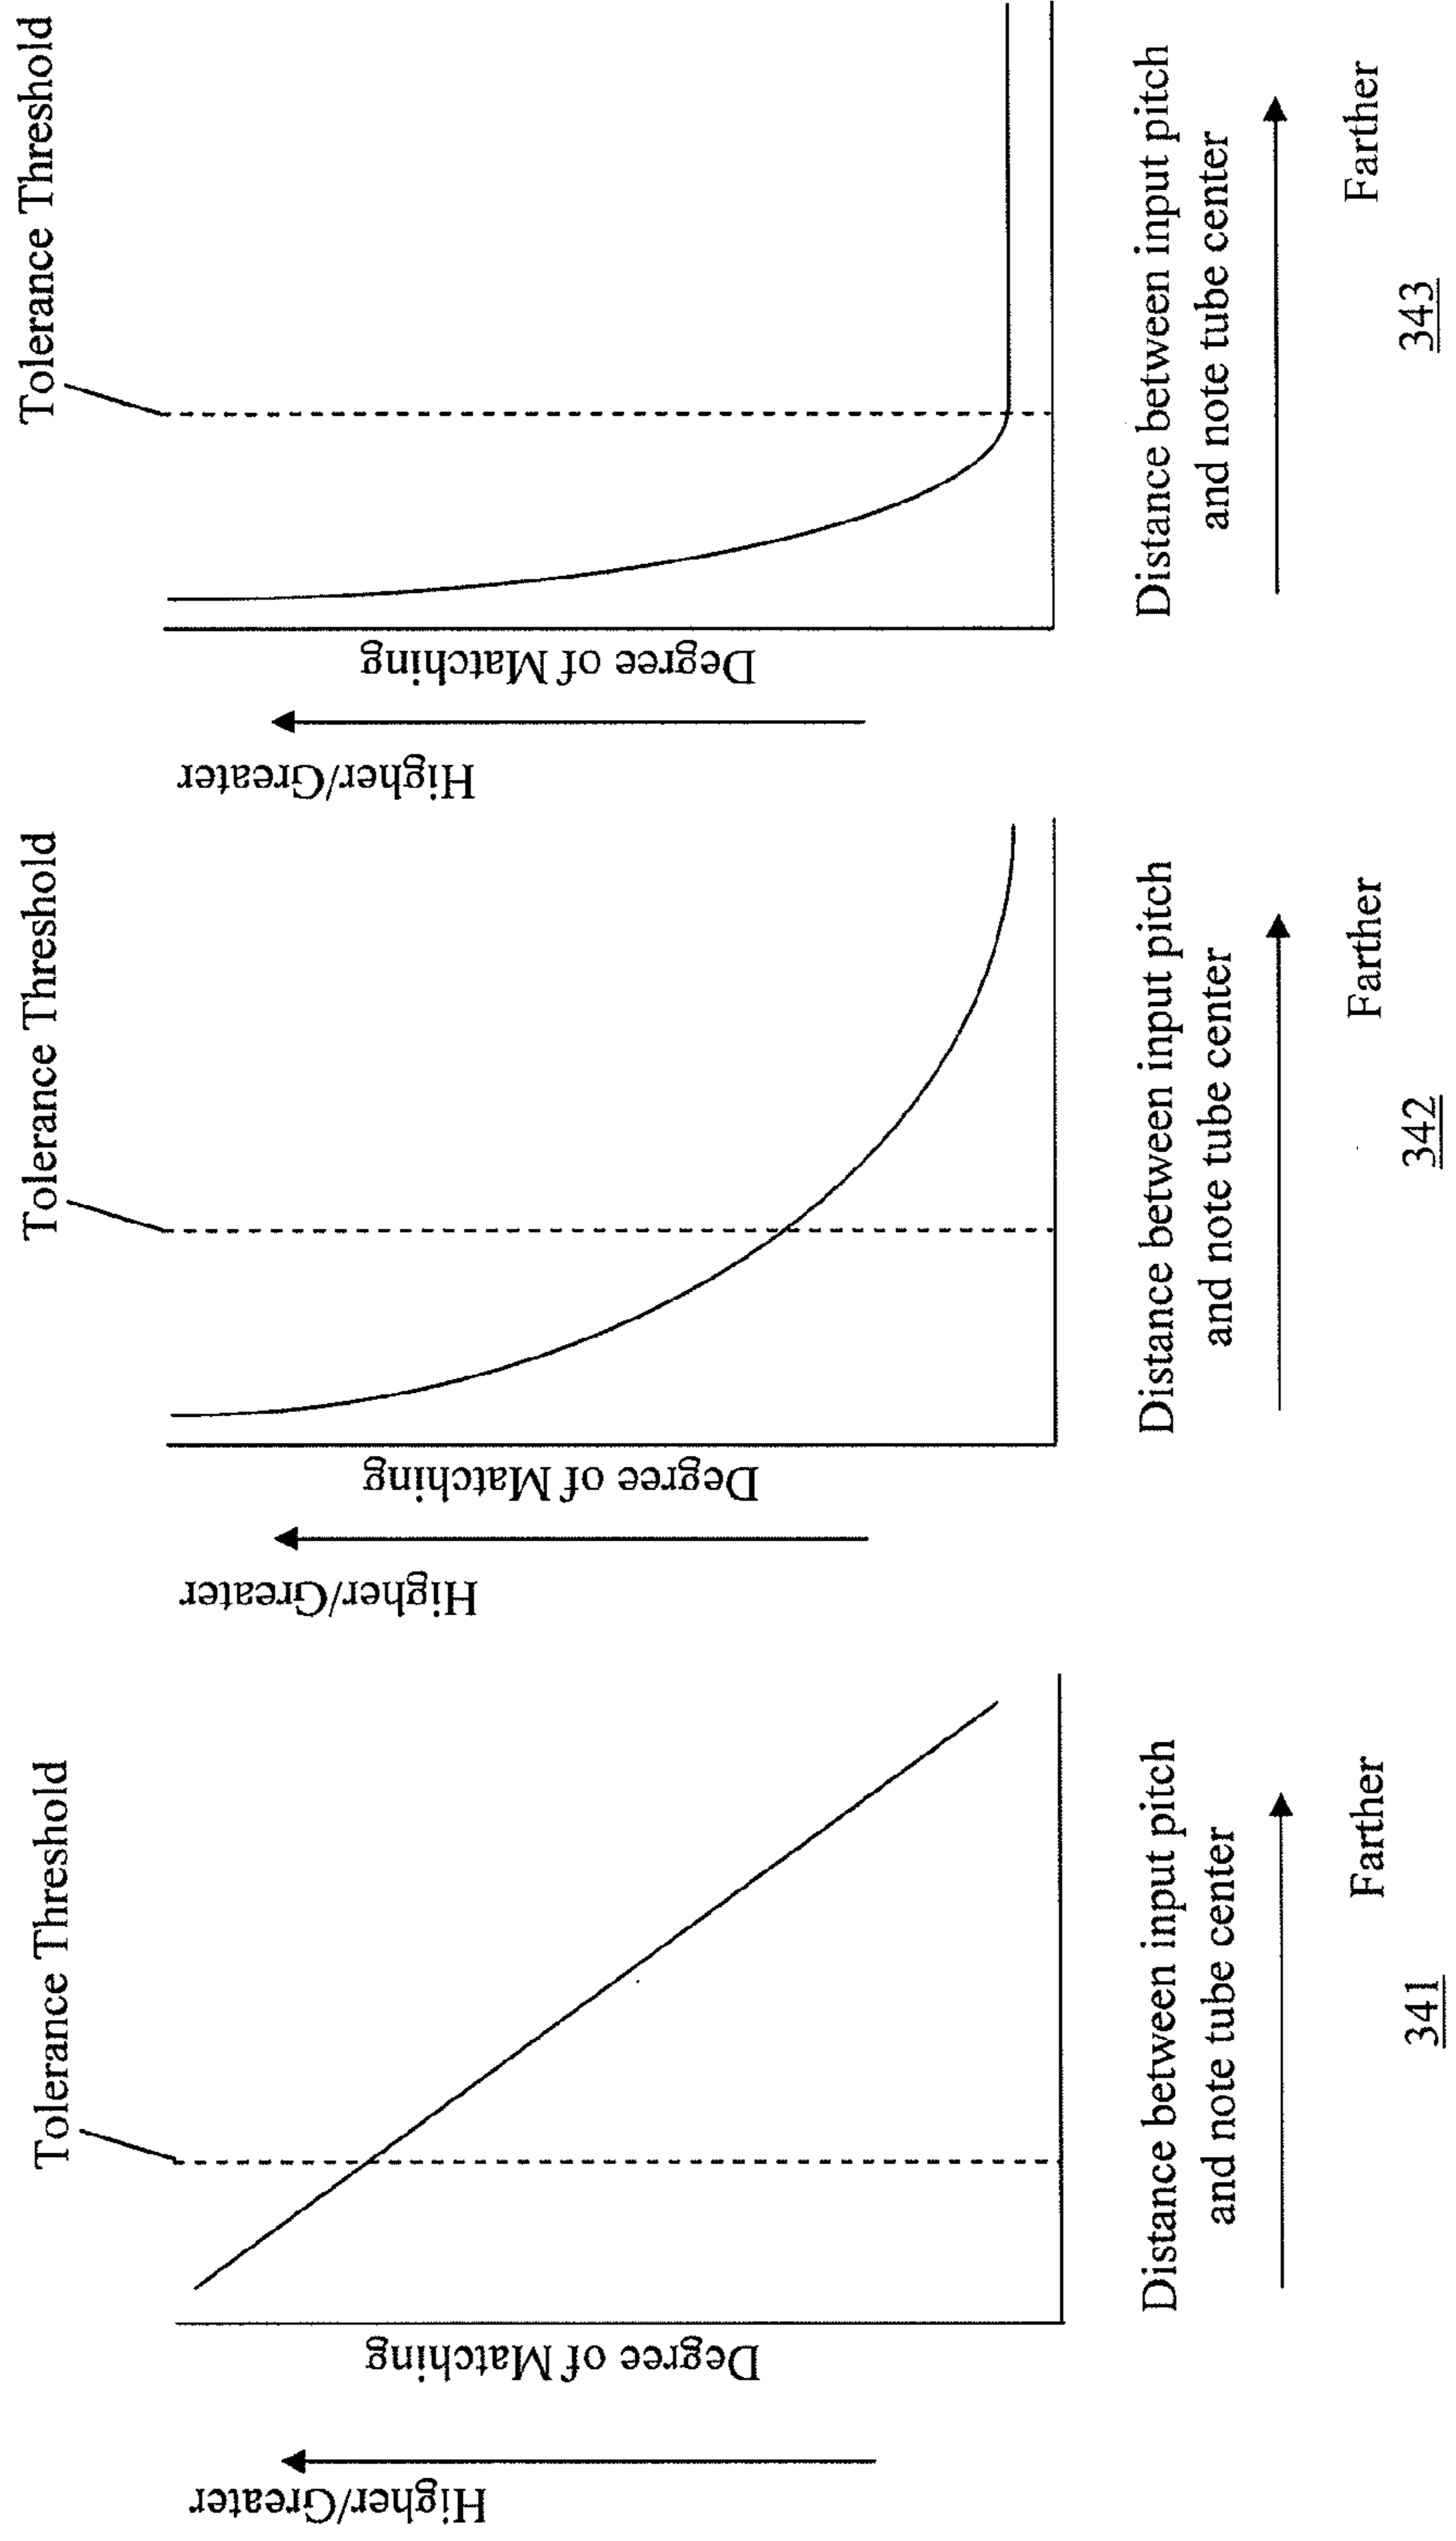 Tolerance Threshold
Higher/Greater
Degree of Matching
Distance between input pitch
and note tube center
Farther
341
Tolerance Threshold
Higher/Greater
Degree of Matching
Distance between input pitch
and note tube center
Farther
342
Tolerance Threshold
Higher/Greater
Degree of Matching
Distance between input pitch
and note tube center
Farther
343